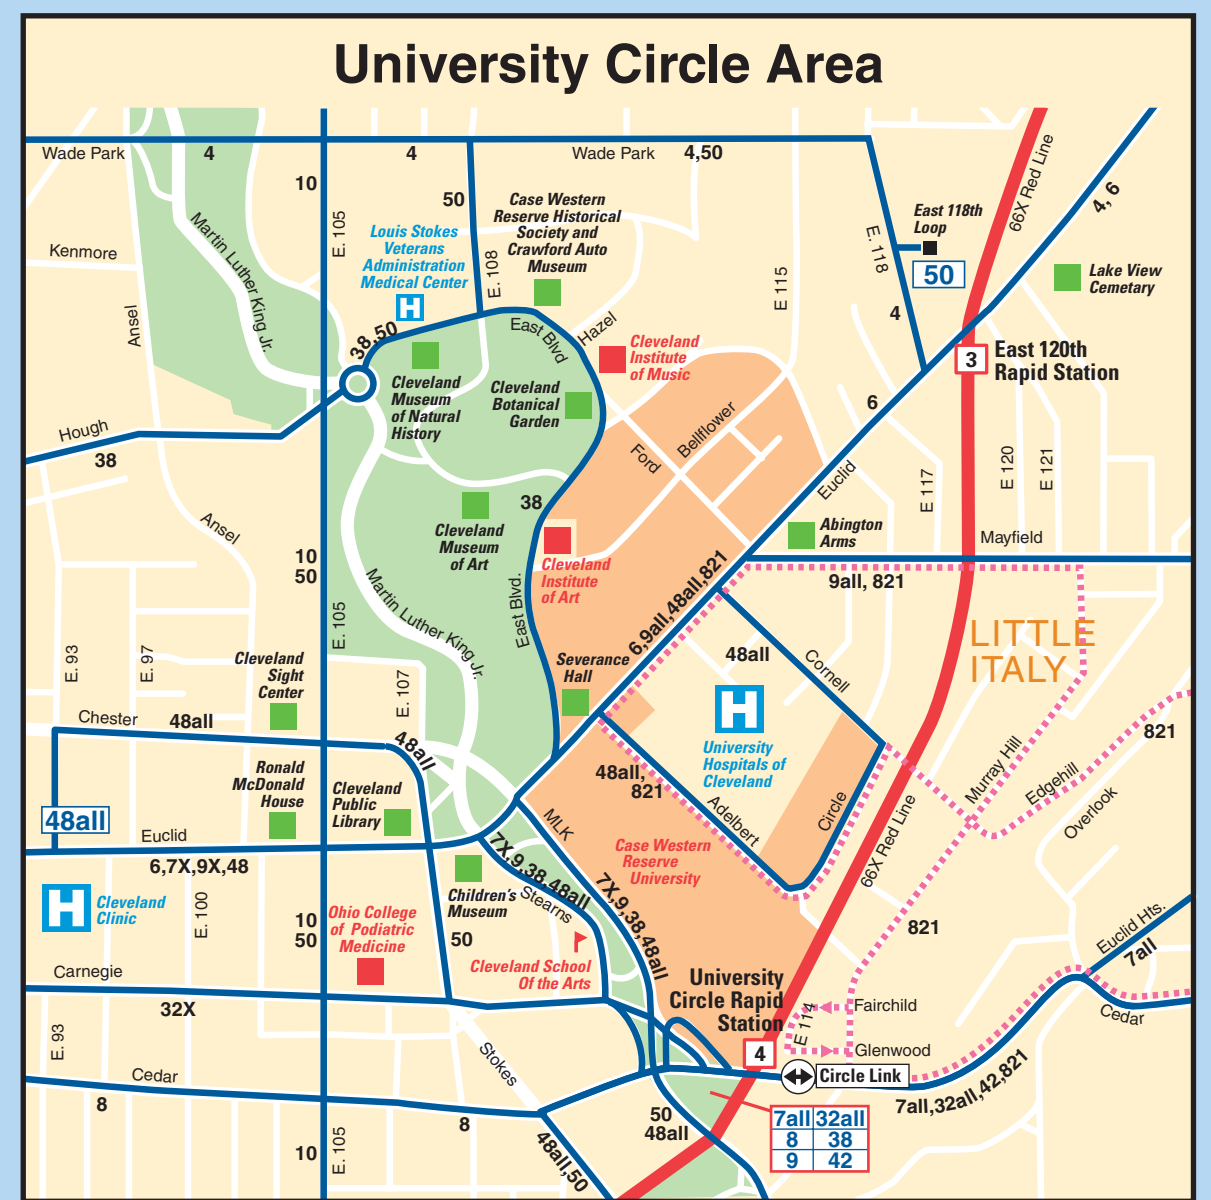 University Circle Area
Wade Park
4
4
Wade Park
4,50
10
50
E. 105
Martin Luther King Jr.
Kenmore
Ansel
Louis Stokes
Veterans
Administration
Medical Center
H
E. 108
Case Western
Reserve Historical
Society and
Crawford Auto
Museum
E 115
E. 118
East 118th
Loop
50
4
66X Red Line
4, 6
Lake View
Cemetary
38,50
East Blvd
Hazel
Cleveland
Institute
of Music
3
East 120th
Rapid Station
Cleveland
Museum
of Natural
History
Cleveland
Botanical
Garden
6
Hough
38
Ford
Bellflower
Euclid
E 117
E 120
E 121
Ansel
38
Cleveland
Museum
of Art
Cleveland
Institute
of Art
Abington
Arms
Mayfield
10
50
9all, 821
6,9all,48all,821
E. 105
Martin Luther King Jr.
East Blvd.
E. 93
E. 97
Cleveland
Sight
Center
E. 107
Severance
Hall
48all
Cornell
LITTLE
ITALY
H
University
Hospitals of
Cleveland
Chester
48all
48all
48all,
821
Adelbert
Circle
Murray Hill
Edgehill
821
Overlook
Ronald
McDonald
House
Cleveland
Public
Library
48all
Euclid
6,7X,9X,48
MLK
Case Western
Reserve
University
66X Red Line
7X,9,38,48all
Stearns
7X,9,38,48all
Children's
Museum
H
Cleveland
Clinic
E. 100
10
50
Ohio College
of Podiatric
Medicine
50
Cleveland School
Of the Arts
821
Euclid Hts.
7all
Carnegie
32X
University
Circle Rapid
Station
E 114
Fairchild
Glenwood
Cedar
E. 93
Stokes
4
Circle Link
7all,32all,42,821
Cedar
8
8
50
48all
7all 32all
8 38
9 42
10
E. 105
48all,50